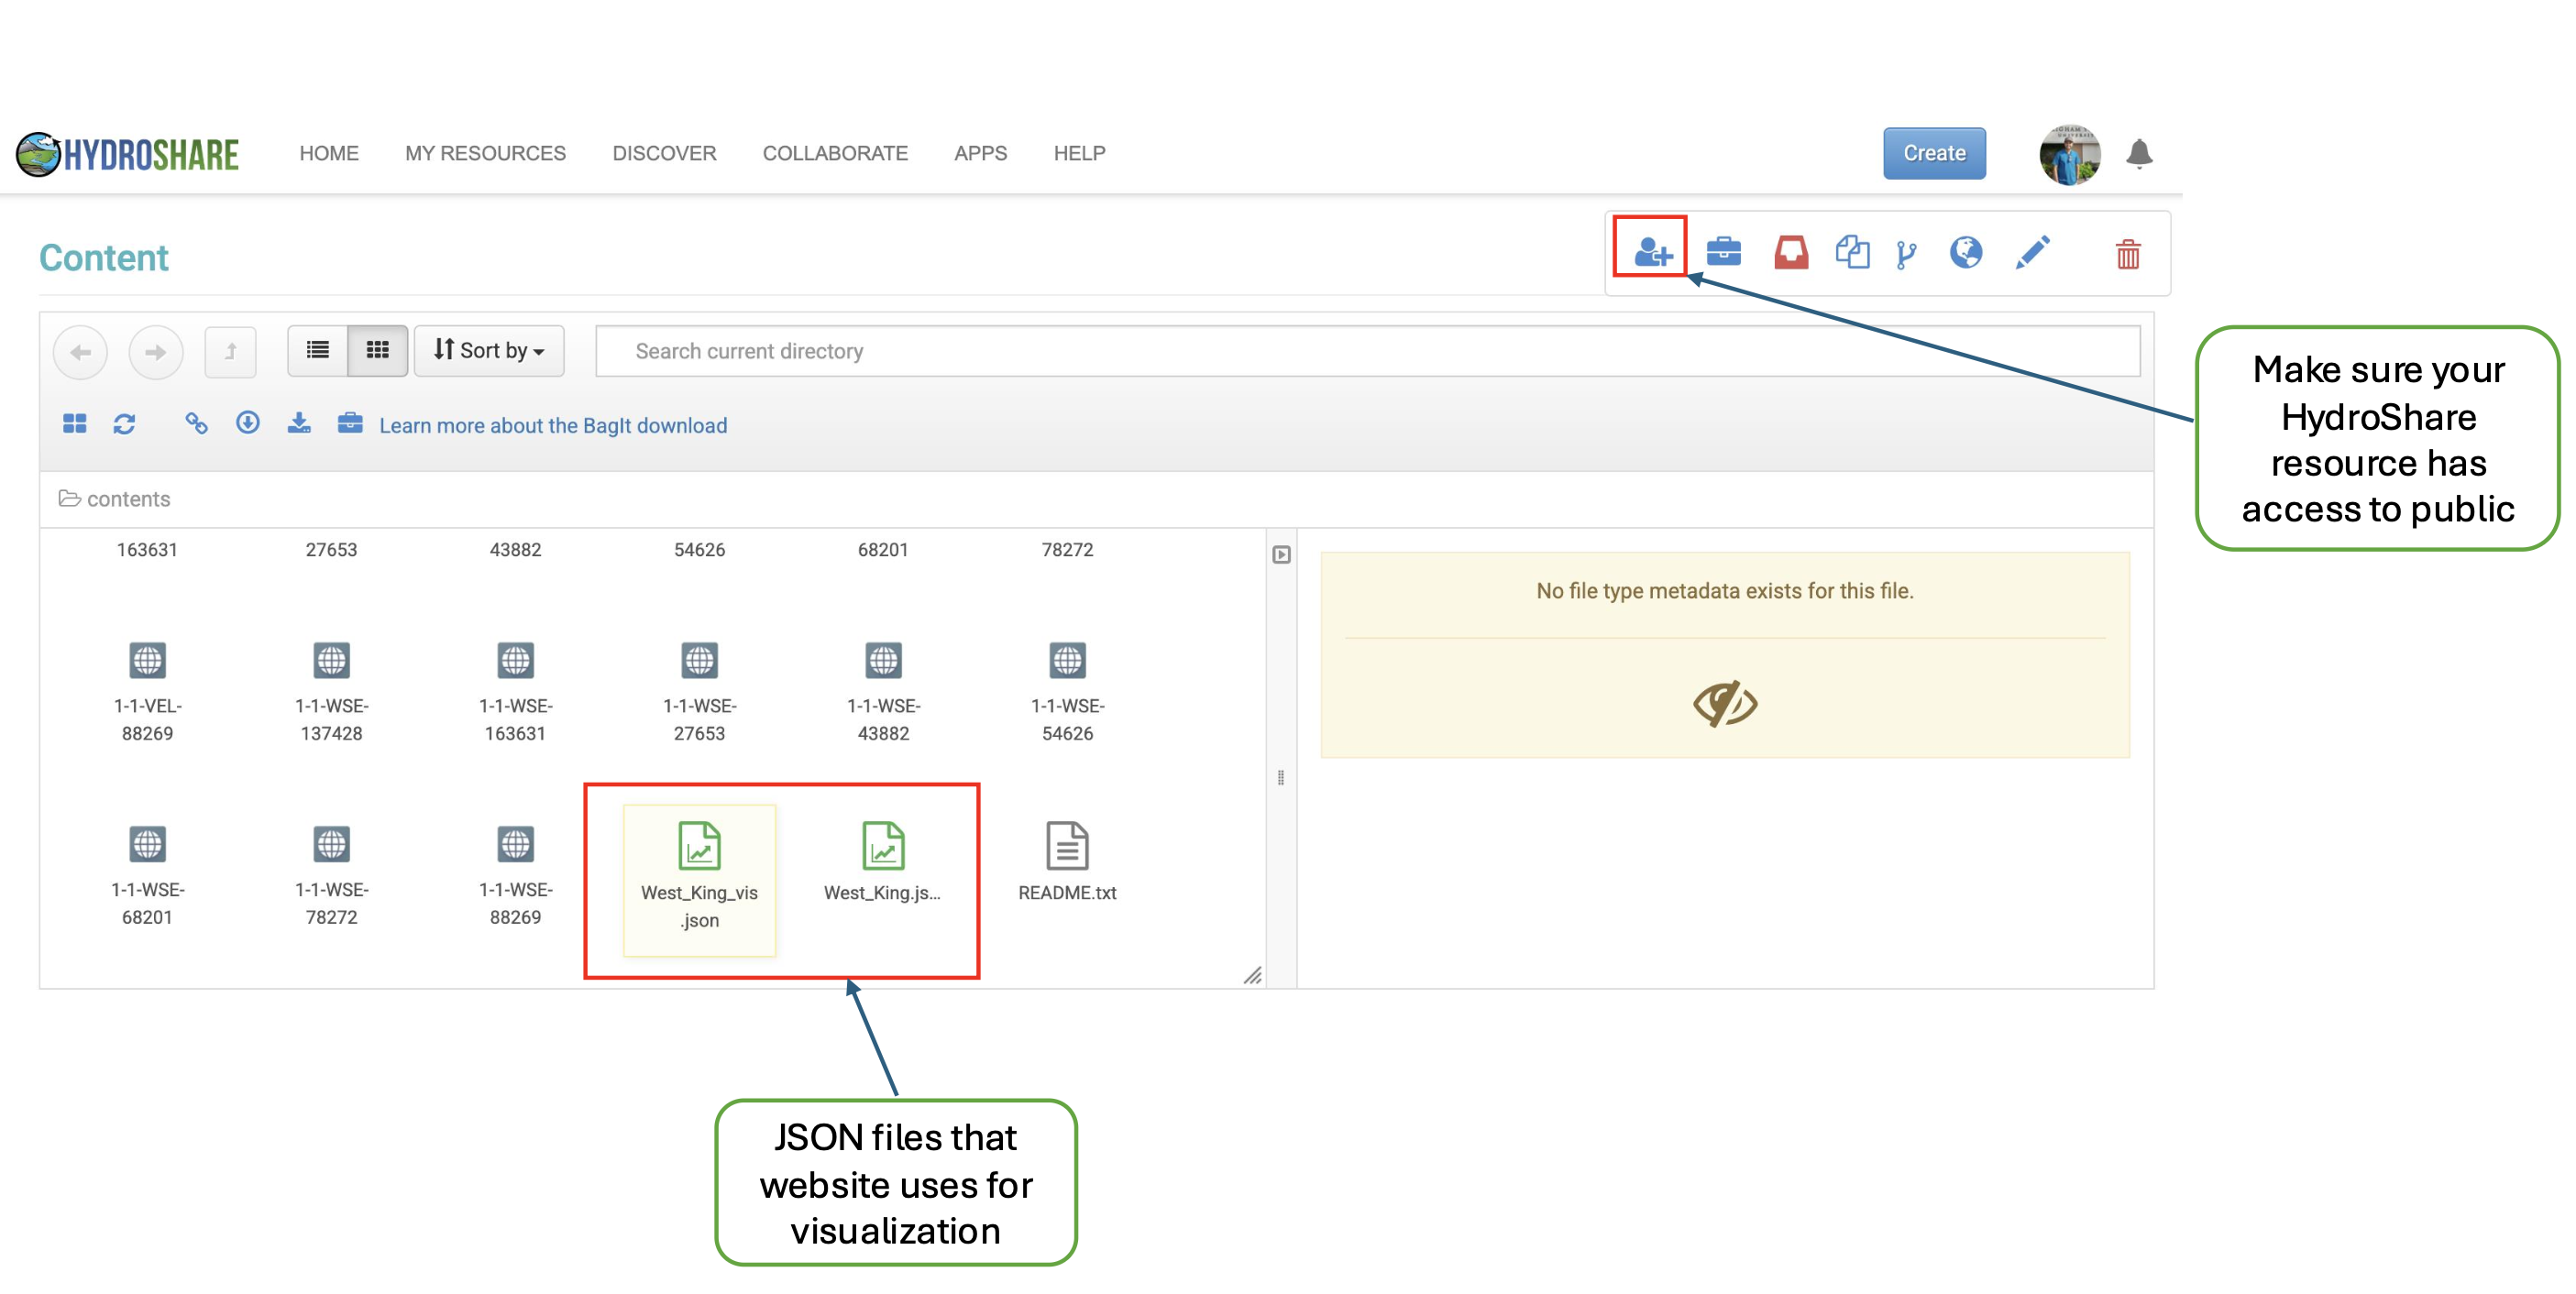 HYDROSHARE HOME MY RESOURCES DISCOVER COLLABORATE APPS HELP Create
Content
Sort by Search current directory
Learn more about the BagIt download
Make sure your
HydroShare
resource has
access to public
contents
163631 27653 43882 54626 68201 78272
No file type metadata exists for this file.
1-1-VEL- 1-1-WSE- 1-1-WSE- 1-1-WSE- 1-1-WSE- 1-1-WSE-
88269 137428 163631 27653 43882 54626
1-1-WSE- 1-1-WSE- 1-1-WSE- West_King_vis West_King.js... README.txt
68201 78272 88269 .json
JSON files that
website uses for
visualization